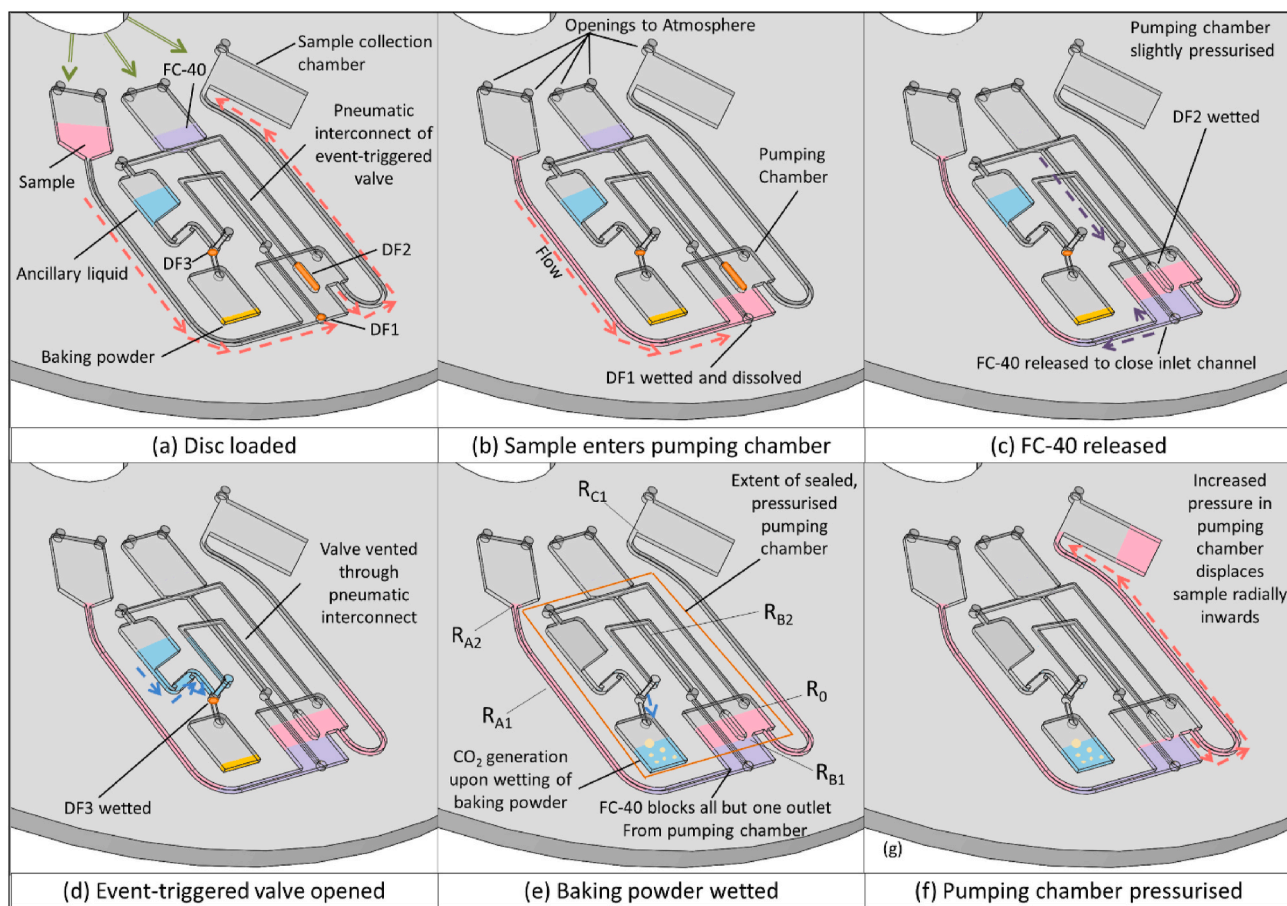 Sample collection
chamber
FC-40
Pneumatic
interconnect of
event-triggered
valve
Sample
Ancillary liquid
DF3
DF2
DF1
Baking powder
(a) Disc loaded
Openings to Atmosphere
Pumping
Chamber
Flow
DF1 wetted and dissolved
(b) Sample enters pumping chamber
Pumping chamber
slightly pressurised
DF2 wetted
FC-40 released to close inlet channel
(c) FC-40 released
Valve vented
through
pneumatic
interconnect
DF3 wetted
(d) Event-triggered valve opened
R_C1
Extent of sealed,
pressurised
pumping
chamber
R_A2
R_B2
R_A1
R_0
R_B1
CO₂ generation
upon wetting of
baking powder
FC-40 blocks all but one outlet
From pumping chamber
(e) Baking powder wetted
Increased
pressure in
pumping
chamber
displaces
sample radially
inwards
(g)
(f) Pumping chamber pressurised